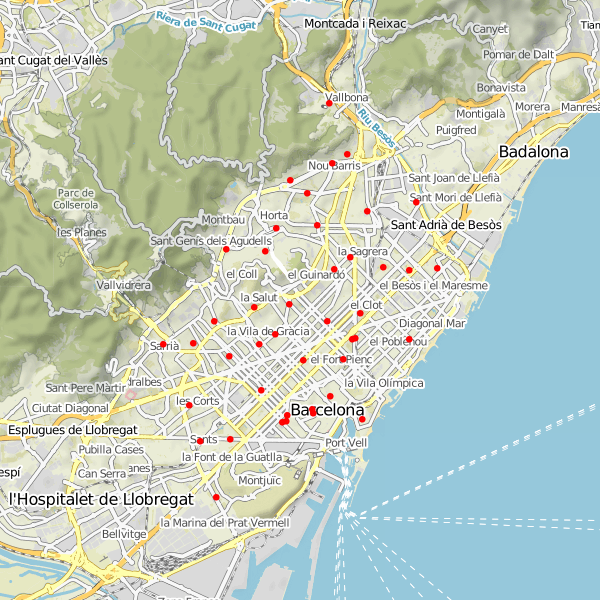 Riera de Sant Cugat
Montcada i Reixac
Canyet
Sant Cugat del Vallès
Pomar de Dalt
Bonavista
Vallbona
Morera
Montigalà
Riu Besòs
Puigfred
Badalona
Nou Barris
Sant Joan de Llefià
Parc de
Collserola
Sant Mori de Llefià
Montbau
Horta
les Planes
Sant Adrià de Besòs
Sant Genís dels Agudells
la Sagrera
el Coll
el Guinardó
Vallvidrera
el Besòs i el Maresme
la Salut
el Clot
Diagonal Mar
la Vila de Gràcia
el Poblenou
Sarrià
el Fort Pienc
Sant Pere Màrtir
la Vila Olímpica
Ciutat Diagonal
les Corts
Barcelona
Esplugues de Llobregat
Sants
Port Vell
Pubilla Casas
la Font de la Guatlla
Can Serra
Montjuïc
l'Hospitalet de Llobregat
la Marina del Prat Vermell
Bellvitge